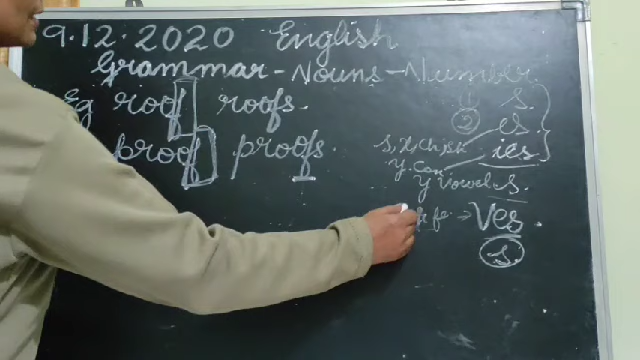 9.12.2020 English
Grammar - Nouns - Number
Eg roof roofs.
proof proofs.
s.
②
es
s, x, ch, sh
ies
y. Con
y Vowel s.
f fe → Ves.
s